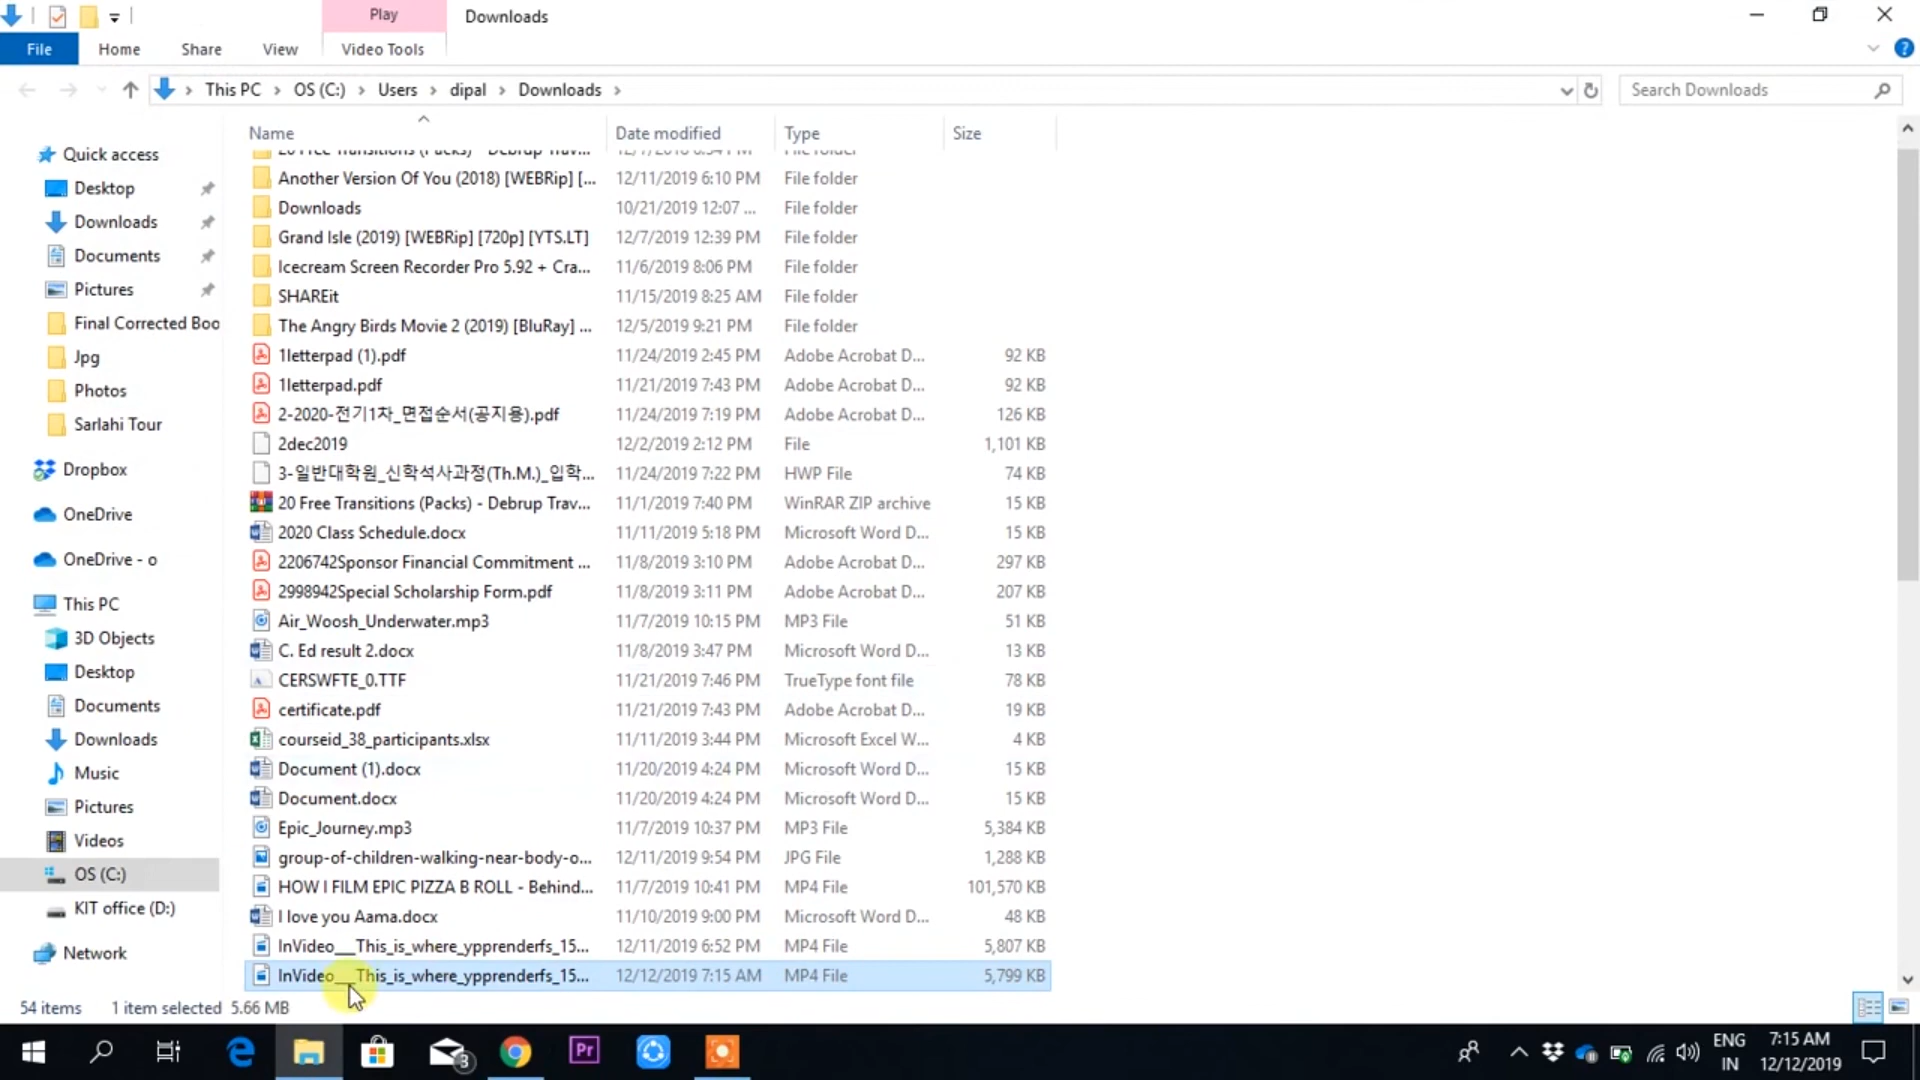 Play
Downloads
File Home Share View Video Tools
This PC OS (C:) Users dipal Downloads
Search Downloads
Name Date modified Type Size
Quick access
Desktop
Downloads
Documents
Pictures
Final Corrected Boo
Jpg
Photos
Sarlahi Tour
Dropbox
OneDrive
OneDrive - o
This PC
3D Objects
Desktop
Documents
Downloads
Music
Pictures
Videos
OS (C:)
KIT office (D:)
Network
Another Version Of You (2018) [WEBRip] [... 12/11/2019 6:10 PM File folder
Downloads 10/21/2019 12:07 ... File folder
Grand Isle (2019) [WEBRip] [720p] [YTS.LT] 12/7/2019 12:39 PM File folder
Icecream Screen Recorder Pro 5.92 + Cra... 11/6/2019 8:06 PM File folder
SHAREit 11/15/2019 8:25 AM File folder
The Angry Birds Movie 2 (2019) [BluRay] ... 12/5/2019 9:21 PM File folder
1letterpad (1).pdf 11/24/2019 2:45 PM Adobe Acrobat D... 92 KB
1letterpad.pdf 11/21/2019 7:43 PM Adobe Acrobat D... 92 KB
2-2020-전기1차_면접순서(공지용).pdf 11/24/2019 7:19 PM Adobe Acrobat D... 126 KB
2dec2019 12/2/2019 2:12 PM File 1,101 KB
3-일반대학원_신학석사과정(Th.M.)_입학... 11/24/2019 7:22 PM HWP File 74 KB
20 Free Transitions (Packs) - Debrup Trav... 11/1/2019 7:40 PM WinRAR ZIP archive 15 KB
2020 Class Schedule.docx 11/11/2019 5:18 PM Microsoft Word D... 15 KB
2206742Sponsor Financial Commitment ... 11/8/2019 3:10 PM Adobe Acrobat D... 297 KB
2998942Special Scholarship Form.pdf 11/8/2019 3:11 PM Adobe Acrobat D... 207 KB
Air_Woosh_Underwater.mp3 11/7/2019 10:15 PM MP3 File 51 KB
C. Ed result 2.docx 11/8/2019 3:47 PM Microsoft Word D... 13 KB
CERSWFTE_0.TTF 11/21/2019 7:46 PM TrueType font file 78 KB
certificate.pdf 11/21/2019 7:43 PM Adobe Acrobat D... 19 KB
courseid_38_participants.xlsx 11/11/2019 3:44 PM Microsoft Excel W... 4 KB
Document (1).docx 11/20/2019 4:24 PM Microsoft Word D... 15 KB
Document.docx 11/20/2019 4:24 PM Microsoft Word D... 15 KB
Epic_Journey.mp3 11/7/2019 10:37 PM MP3 File 5,384 KB
group-of-children-walking-near-body-o... 12/11/2019 9:54 PM JPG File 1,288 KB
HOW I FILM EPIC PIZZA B ROLL - Behind... 11/7/2019 10:41 PM MP4 File 101,570 KB
I love you Aama.docx 11/10/2019 9:00 PM Microsoft Word D... 48 KB
InVideo___This_is_where_ypprenderfs_15... 12/11/2019 6:52 PM MP4 File 5,807 KB
InVideo___This_is_where_ypprenderfs_15... 12/12/2019 7:15 AM MP4 File 5,799 KB
54 items 1 item selected 5.66 MB
3
Pr
ENG
IN
7:15 AM
12/12/2019